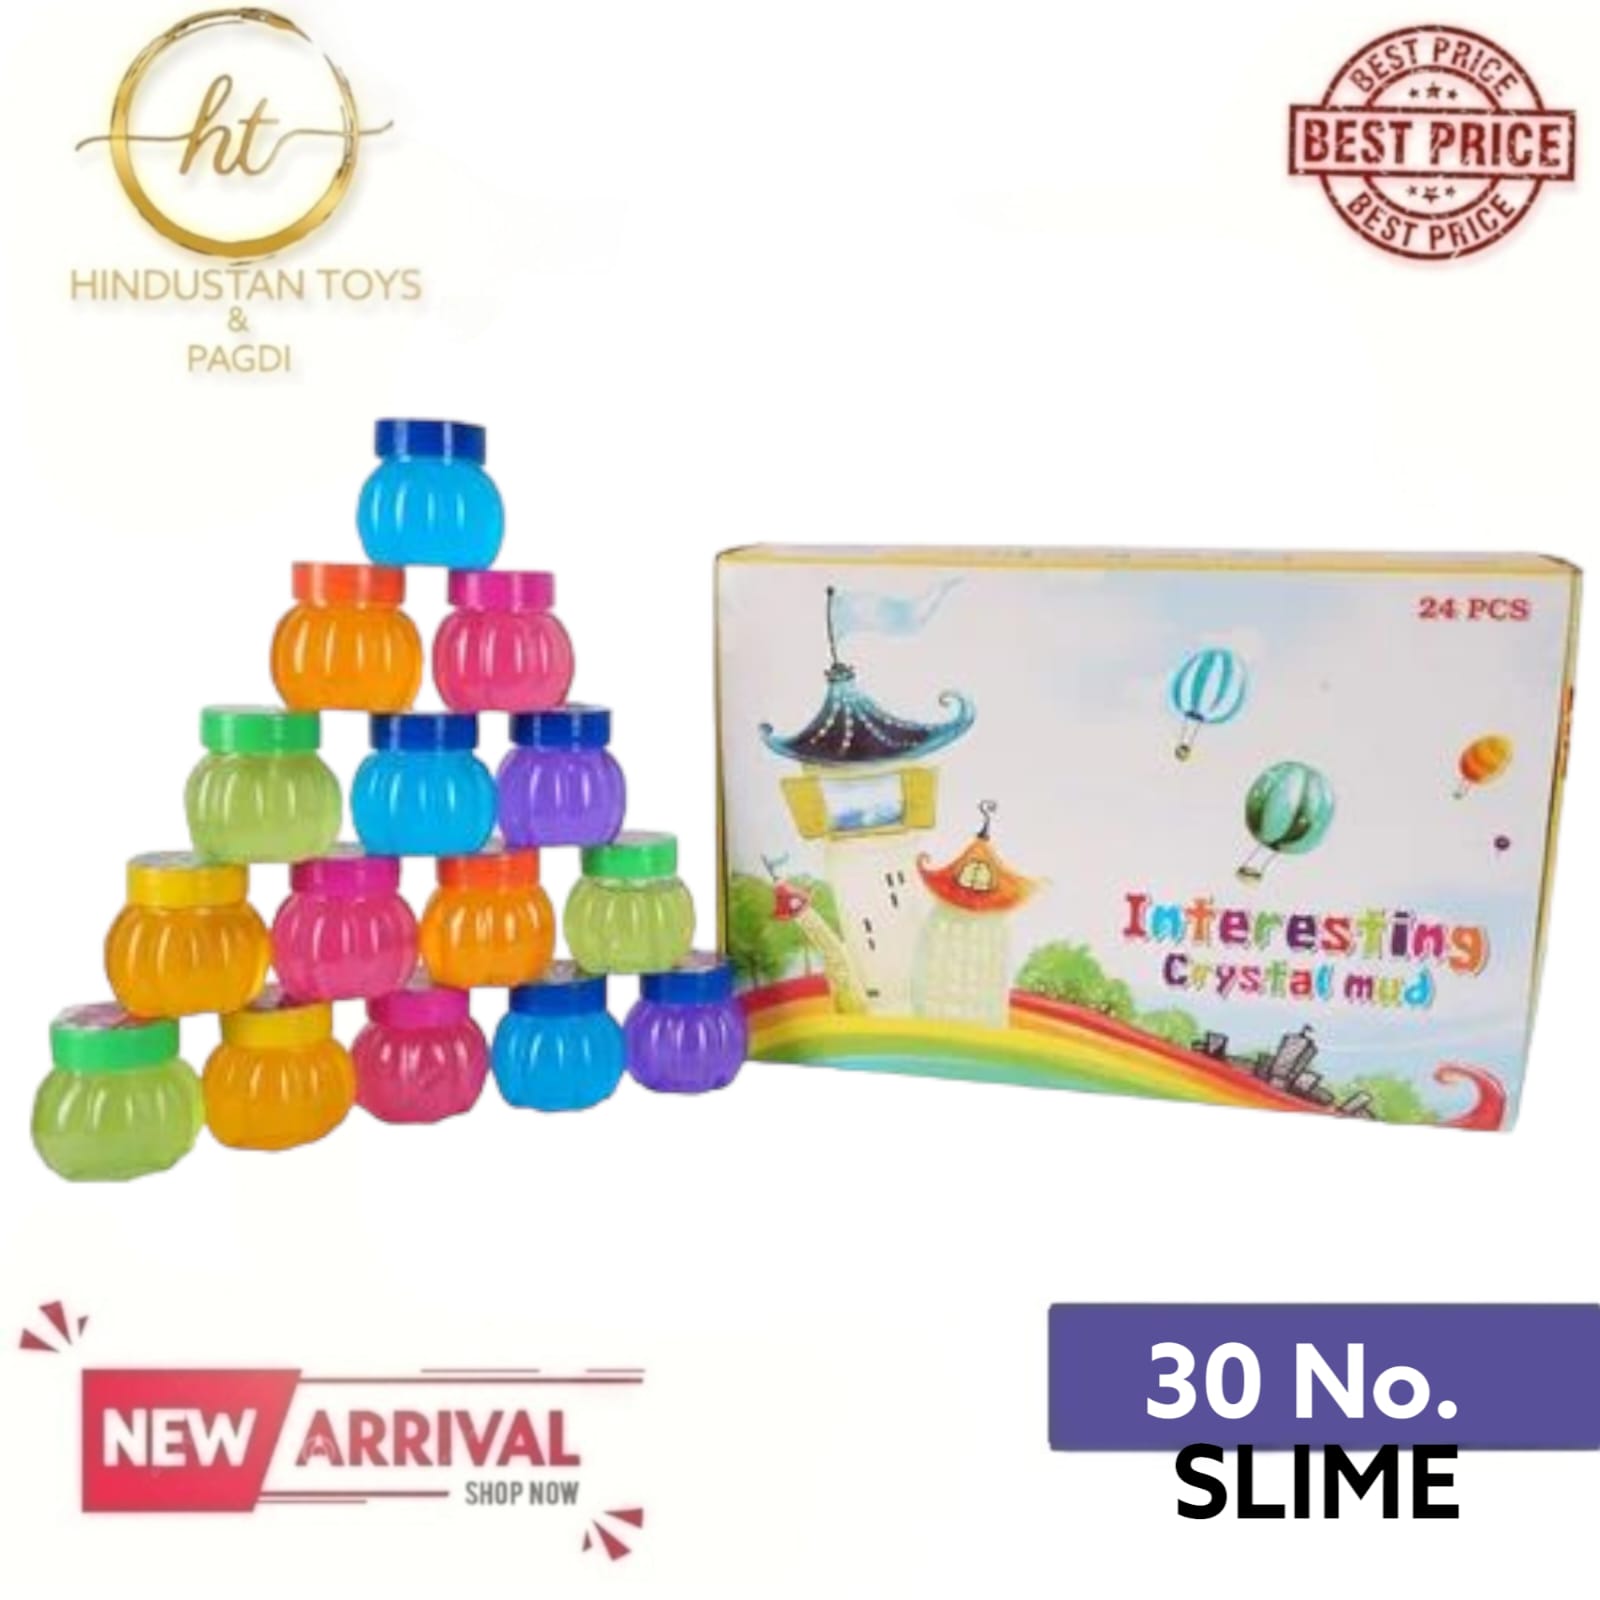 ht
HINDUSTAN TOYS
&
PAGDI
BEST PRICE
BEST PRICE
BEST PRICE
24 PCS
Interesting
Crystal mud
NEW ARRIVAL
SHOP NOW
30 No.
SLIME